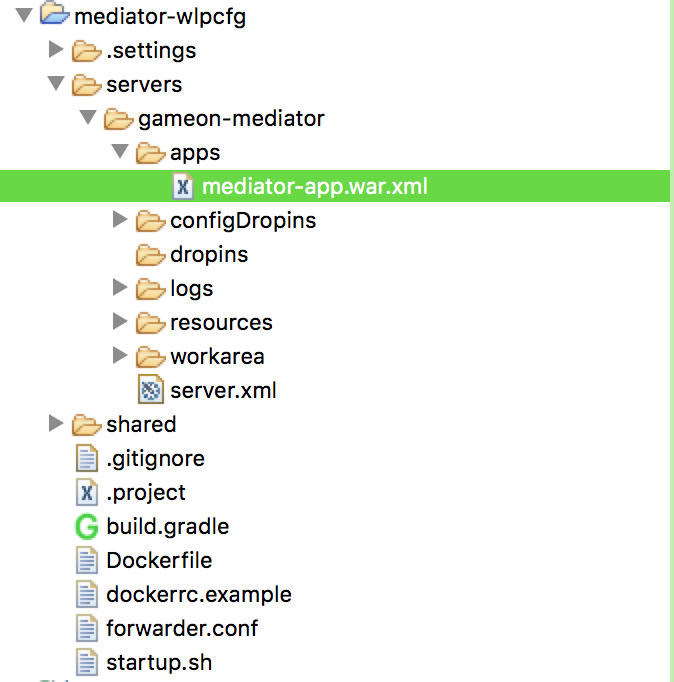 mediator-wlpcfg
.settings
servers
gameon-mediator
apps
mediator-app.war.xml
configDropins
dropins
logs
resources
workarea
server.xml
shared
.gitignore
.project
build.gradle
Dockerfile
dockerrc.example
forwarder.conf
startup.sh